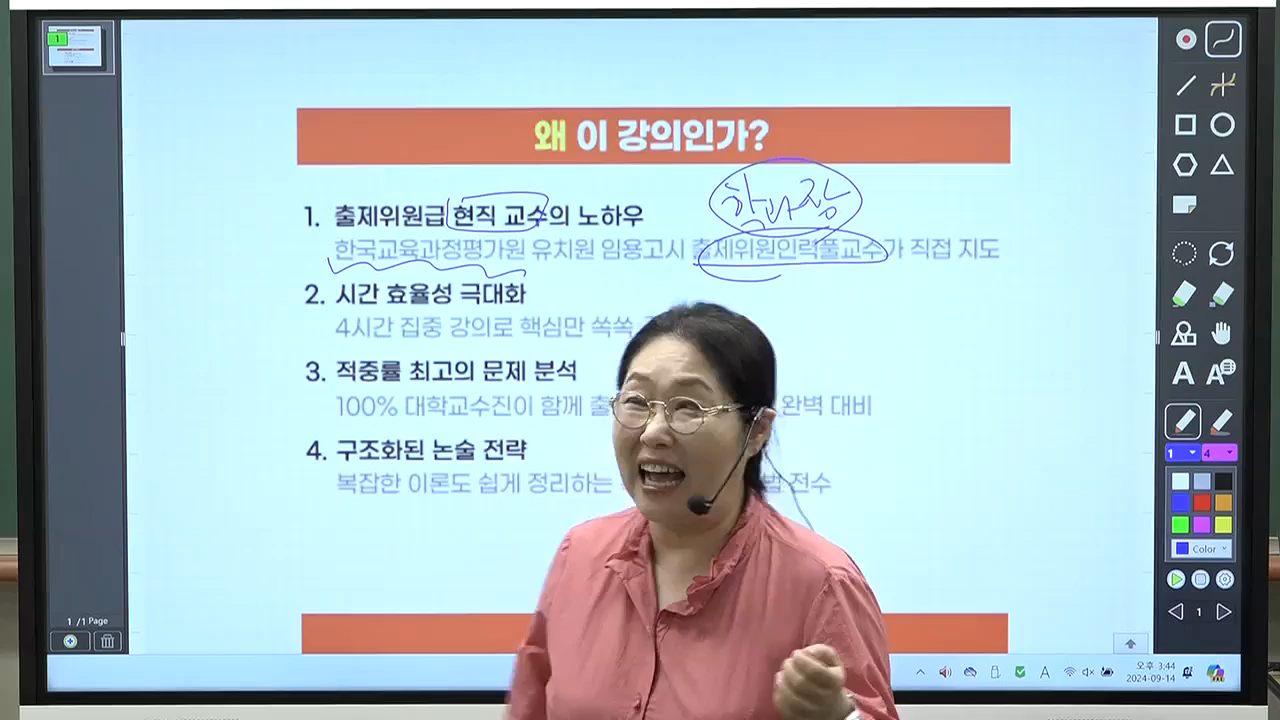 1
왜 이 강의인가?
학과장
1. 출제위원급 현직 교수의 노하우
한국교육과정평가원 유치원 임용고시 출제위원인력풀교수가 직접 지도
2. 시간 효율성 극대화
4시간 집중 강의로 핵심만 쏙쏙
3. 적중률 최고의 문제 분석
100% 대학교수진이 함께 출 완벽 대비
4. 구조화된 논술 전략
복잡한 이론도 쉽게 정리하는 법 전수
A A
1 4
Color
1
1 /1 Page
A
오후 3:44
2024-09-14